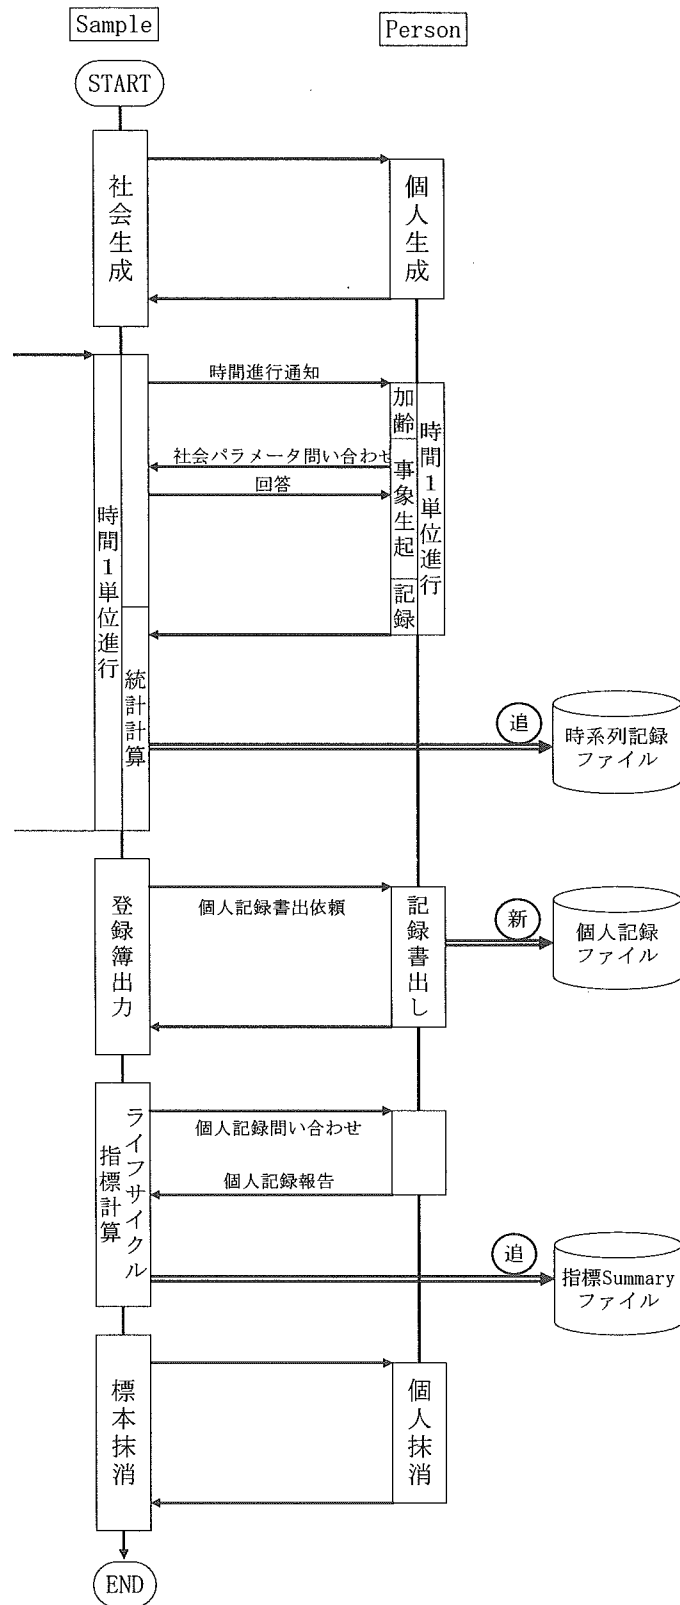 Sample
Person
START
社会生成
個人生成
時間進行通知
加齢
時間1単位進行
社会パラメータ問い合わせ
事象生起
回答
時間1単位進行
記録
統計計算
追
時系列記録
ファイル
登録簿出力
個人記録書出依頼
記録書出し
新
個人記録
ファイル
ライフサイクル
指標計算
個人記録問い合わせ
個人記録報告
追
指標Summary
ファイル
標本抹消
個人抹消
END